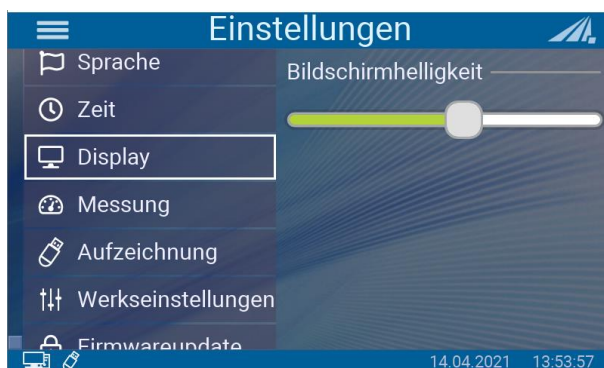 Einstellungen
Sprache
Bildschirmhelligkeit
Zeit
Display
Messung
Aufzeichnung
Werkseinstellungen
Firmwareupdate
14.04.2021 13:53:57